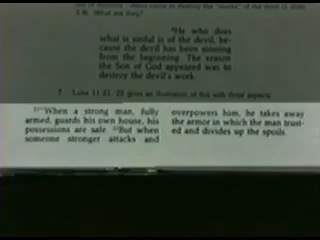 "He who does
what is sinful is of the devil, be-
cause the devil has been sinning
from the beginning. The reason
the Son of God appeared was to
destroy the devil's work.
7 Luke 11:21, 22 gives an illustration of this with three aspects:
21"When a strong man, fully
armed, guards his own house, his
possessions are safe. 22But when
someone stronger attacks and
overpowers him, he takes away
the armor in which the man trust-
ed and divides up the spoils